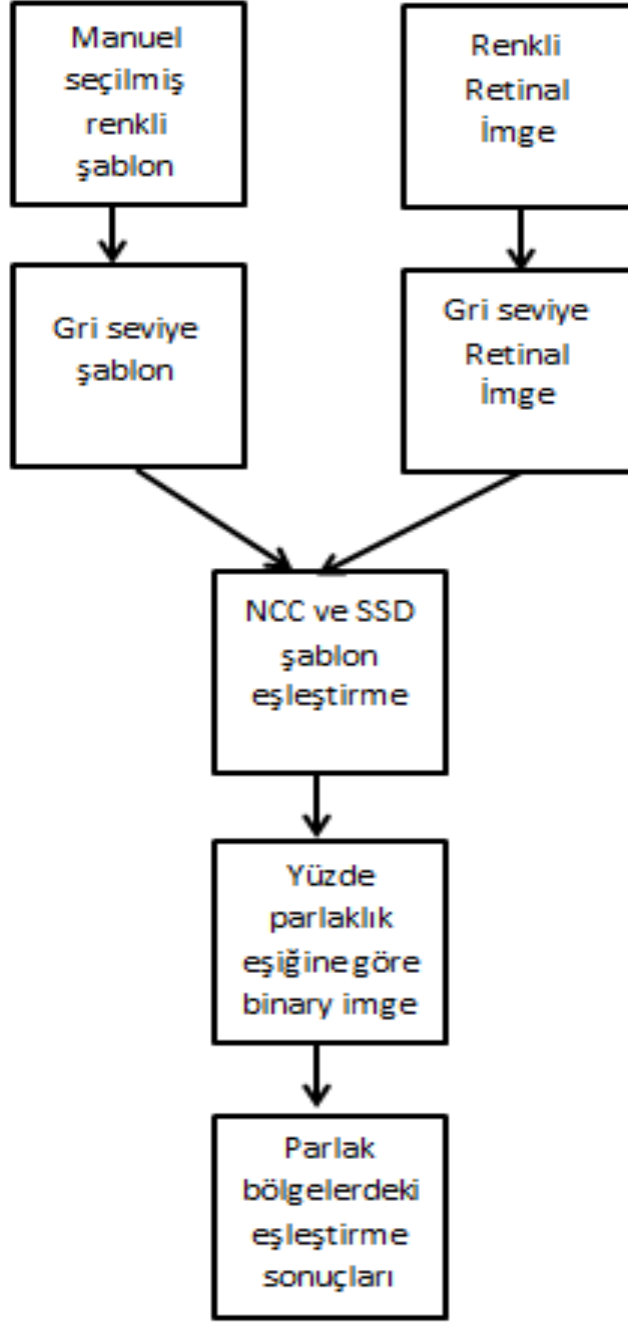 Manuel
seçilmiş
renkli
şablon
Renkli
Retinal
İmge
Gri seviye
şablon
Gri seviye
Retinal
İmge
NCC ve SSD
şablon
eşleştirme
Yüzde
parlaklık
eşiğine göre
binary imge
Parlak
bölgelerdeki
eşleştirme
sonuçları